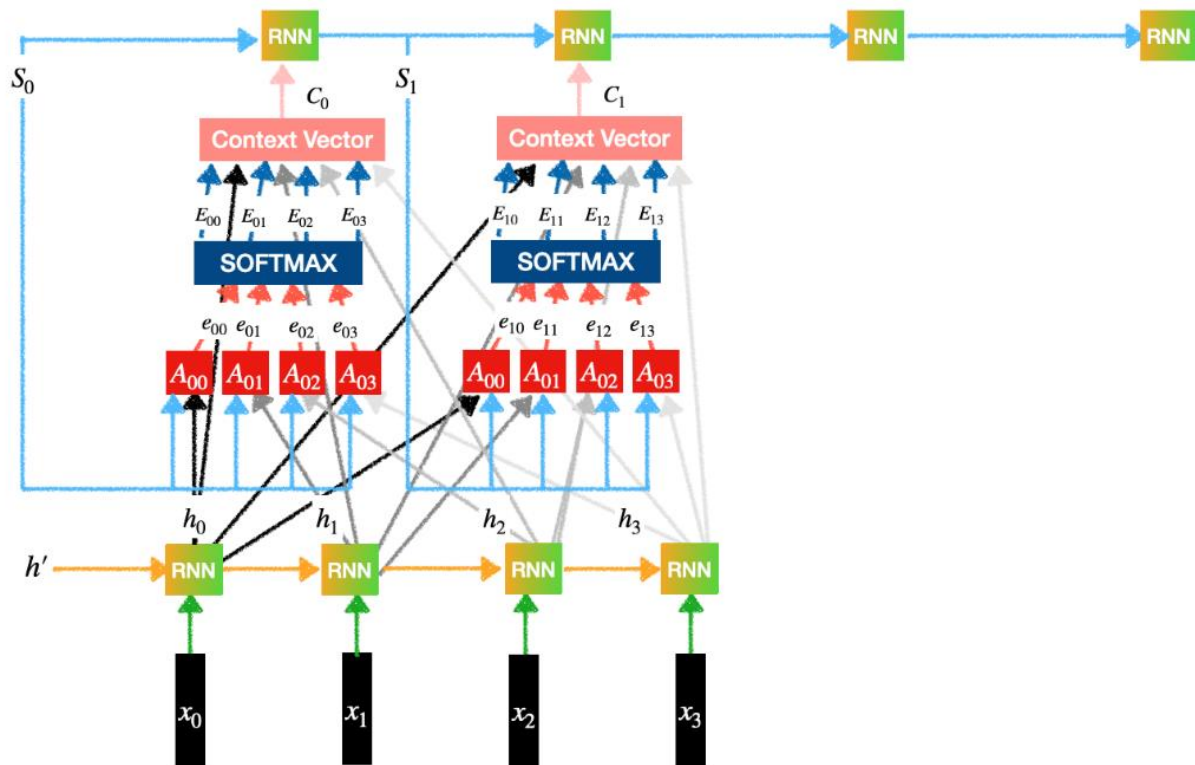 RNN RNN RNN RNN
S₀ S₁
C₀ C₁
Context Vector Context Vector
E₀₀ E₀₁ E₀₂ E₀₃ E₁₀ E₁₁ E₁₂ E₁₃
SOFTMAX SOFTMAX
e₀₀ e₀₁ e₀₂ e₀₃ e₁₀ e₁₁ e₁₂ e₁₃
A₀₀ A₀₁ A₀₂ A₀₃ A₀₀ A₀₁ A₀₂ A₀₃
h₀ h₁ h₂ h₃
h′ RNN RNN RNN RNN
x₀ x₁ x₂ x₃